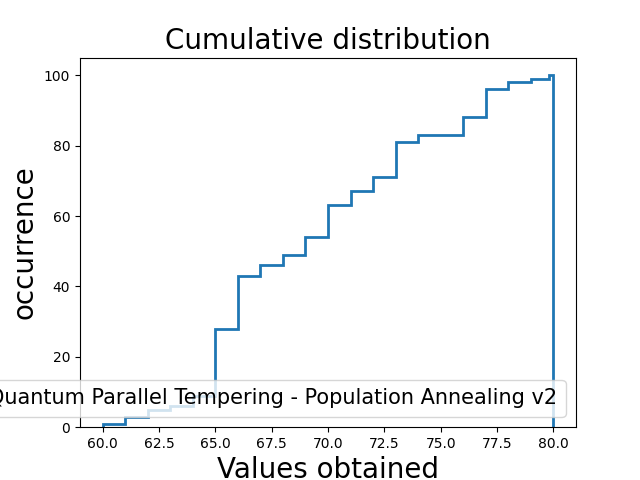 Cumulative distribution
occurrence
100
80
60
40
20
0
Quantum Parallel Tempering - Population Annealing v2
60.0 62.5 65.0 67.5 70.0 72.5 75.0 77.5 80.0
Values obtained